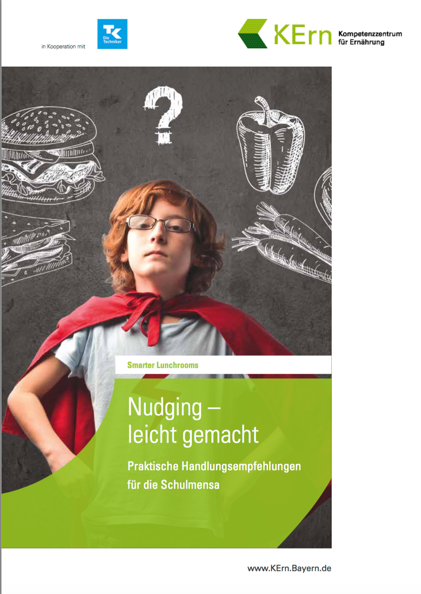 in Kooperation mit
TK
Die
Techniker
KErn
Kompetenzzentrum
für Ernährung
?
Smarter Lunchrooms
Nudging –
leicht gemacht
Praktische Handlungsempfehlungen
für die Schulmensa
www.KErn.Bayern.de